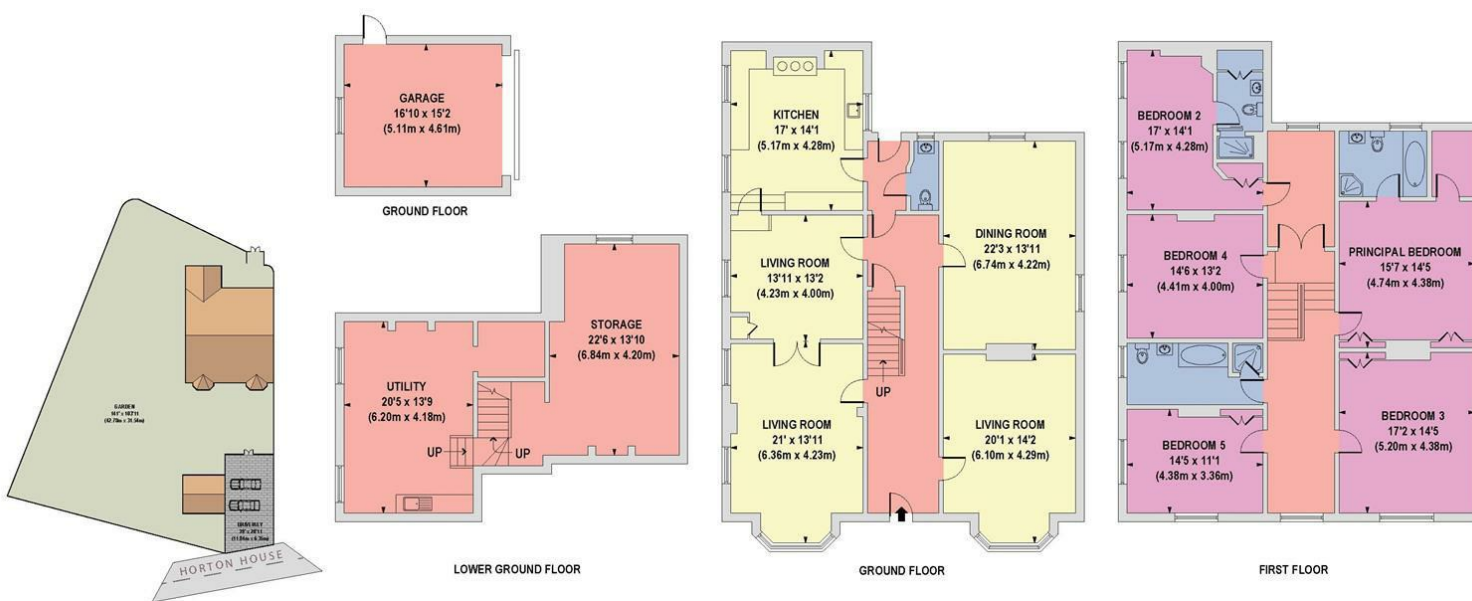 GARAGE
16'10 x 15'2
(5.11m x 4.61m)
GROUND FLOOR
GARDEN
HORTON HOUSE
UTILITY
20'5 x 13'9
(6.20m x 4.18m)
STORAGE
22'6 x 13'10
(6.84m x 4.20m)
UP
UP
LOWER GROUND FLOOR
KITCHEN
17' x 14'1
(5.17m x 4.28m)
LIVING ROOM
13'11 x 13'2
(4.23m x 4.00m)
DINING ROOM
22'3 x 13'11
(6.74m x 4.22m)
UP
LIVING ROOM
21' x 13'11
(6.36m x 4.23m)
LIVING ROOM
20'1 x 14'2
(6.10m x 4.29m)
GROUND FLOOR
BEDROOM 2
17' x 14'1
(5.17m x 4.28m)
BEDROOM 4
14'6 x 13'2
(4.41m x 4.00m)
PRINCIPAL BEDROOM
15'7 x 14'5
(4.74m x 4.38m)
BEDROOM 5
14'5 x 11'1
(4.38m x 3.36m)
BEDROOM 3
17'2 x 14'5
(5.20m x 4.38m)
FIRST FLOOR